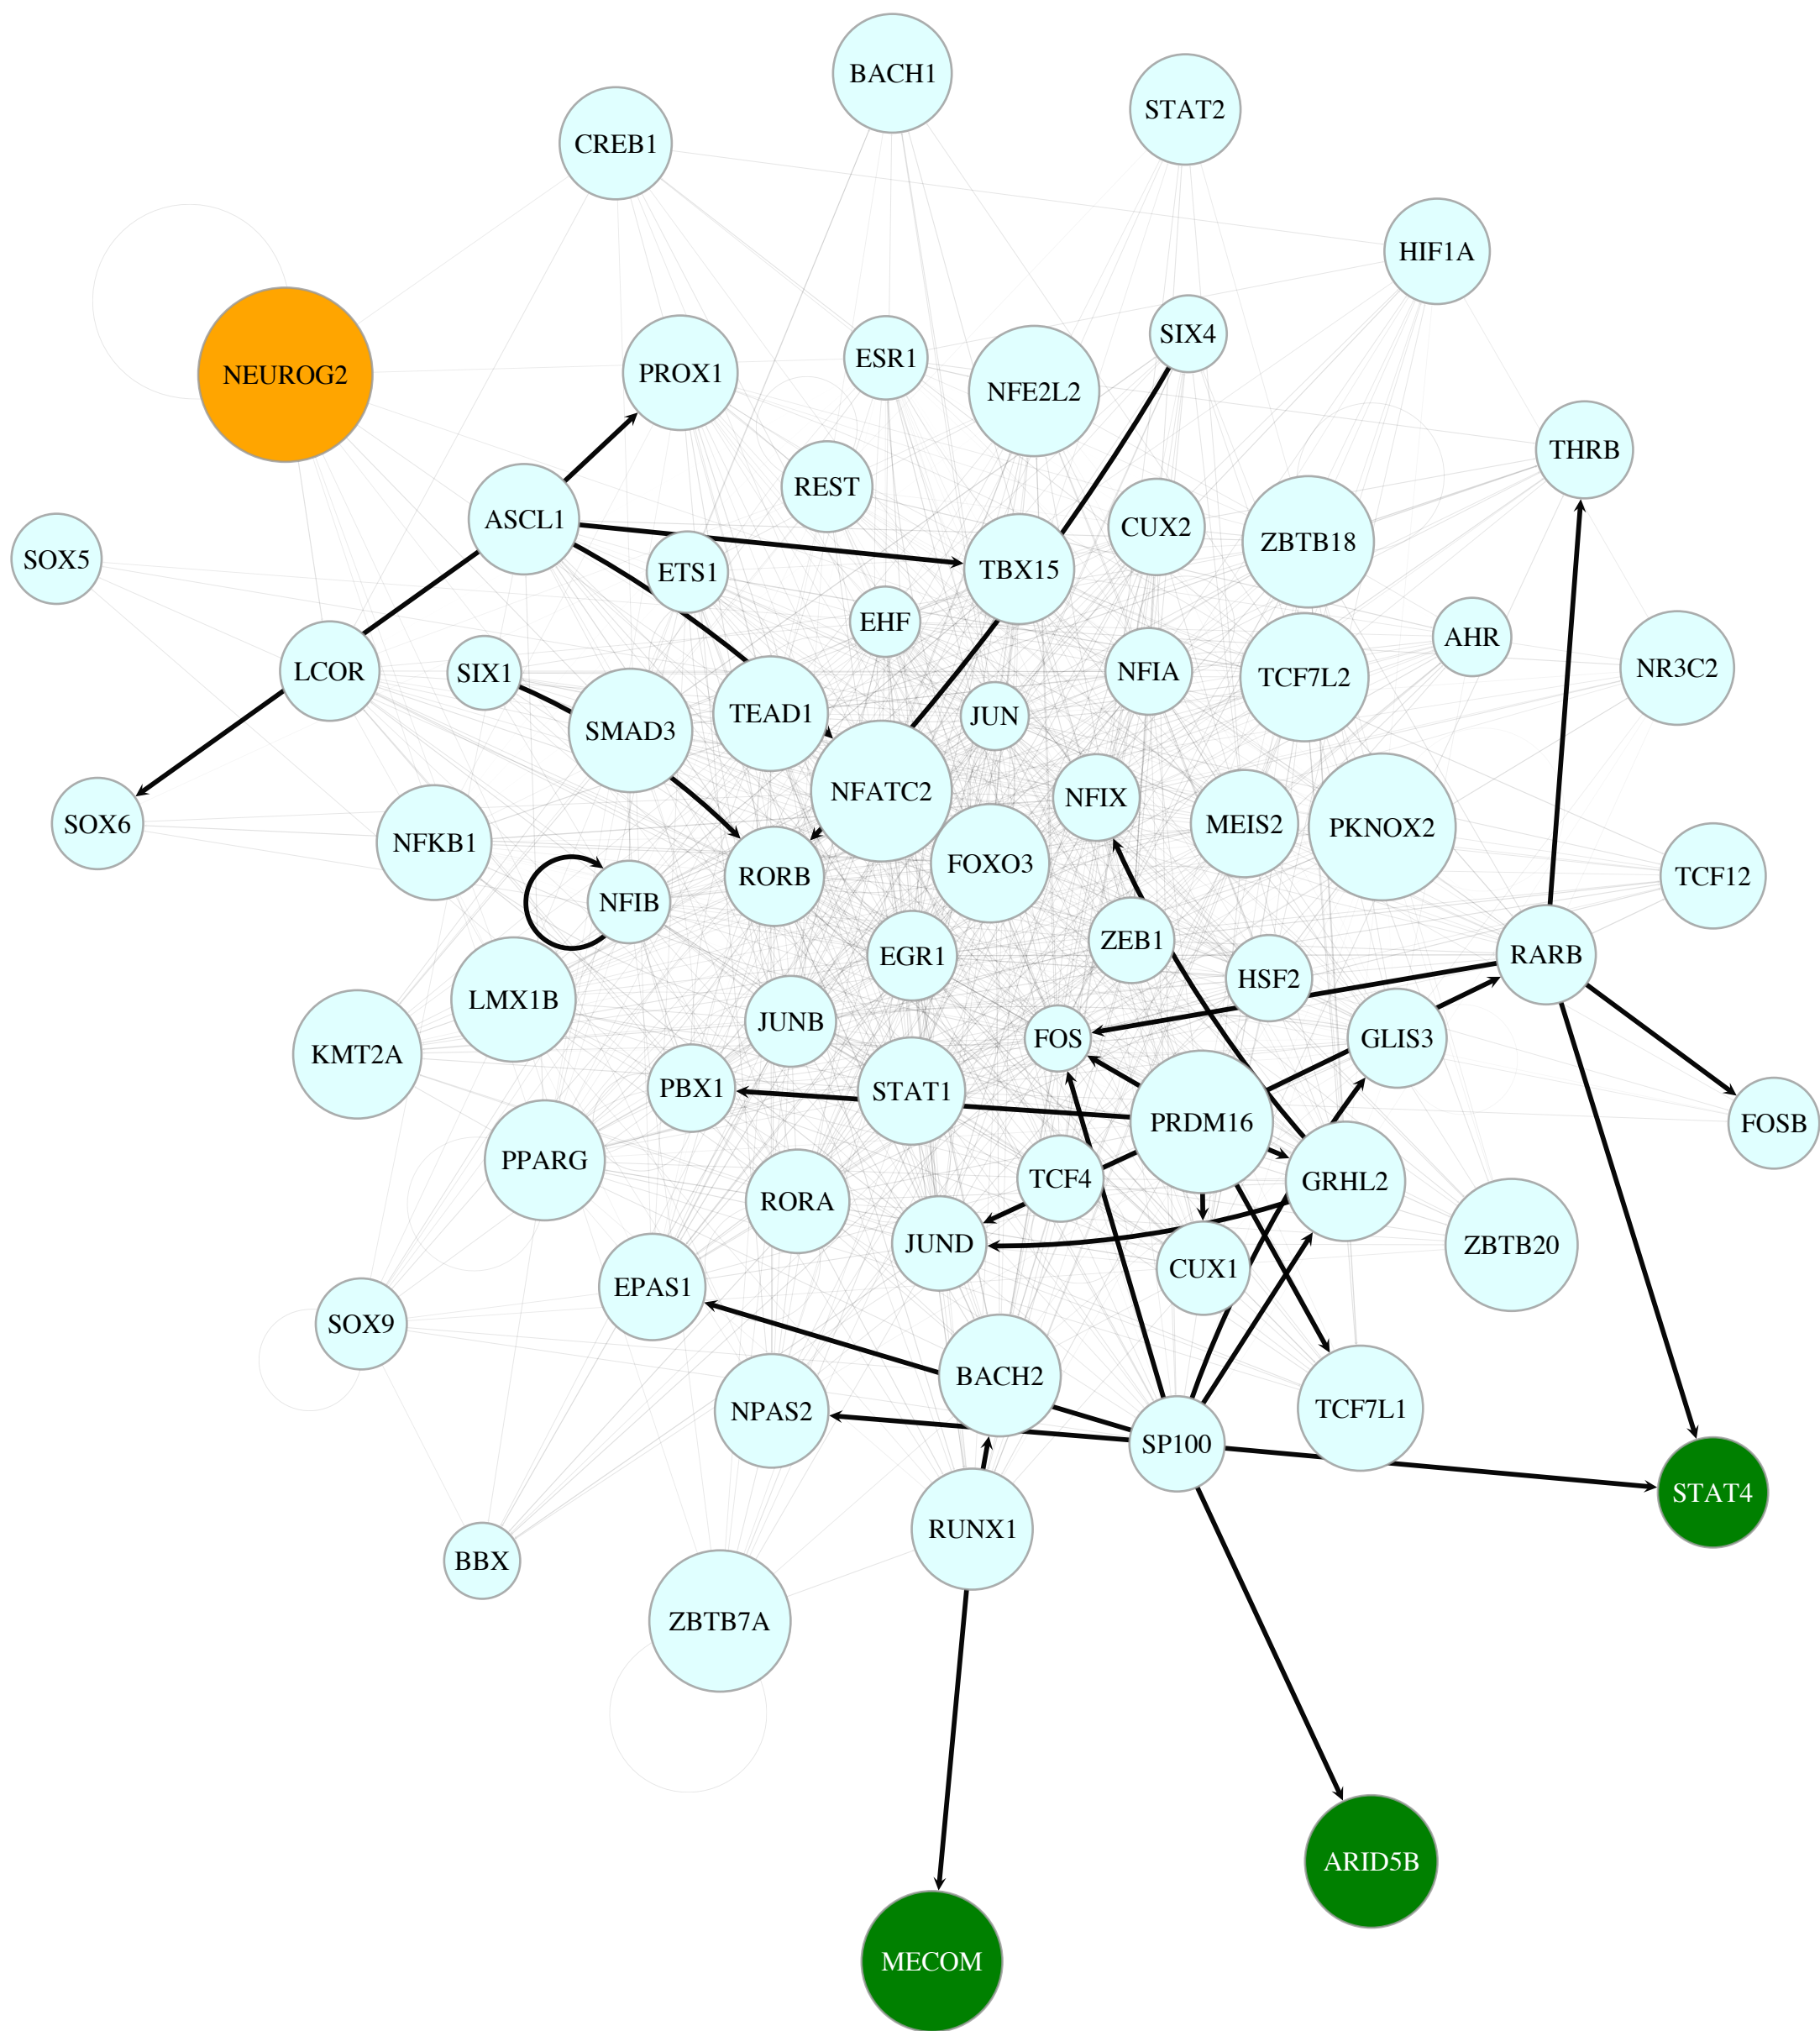 BACH1
STAT2
CREB1
HIF1A
SIX4
ESR1
PROX1
NEUROG2
NFE2L2
THRB
REST
ASCL1
CUX2
ZBTB18
SOX5
TBX15
ETS1
EHF
AHR
LCOR
SIX1
NFIA
NR3C2
TCF7L2
TEAD1
JUN
SMAD3
NFATC2
NFIX
SOX6
MEIS2
PKNOX2
NFKB1
FOXO3
RORB
TCF12
NFIB
ZEB1
EGR1
RARB
HSF2
LMX1B
JUNB
FOS
GLIS3
KMT2A
PBX1
STAT1
PRDM16
FOSB
PPARG
TCF4
GRHL2
RORA
JUND
ZBTB20
CUX1
EPAS1
SOX9
BACH2
TCF7L1
NPAS2
SP100
STAT4
RUNX1
BBX
ZBTB7A
ARID5B
MECOM